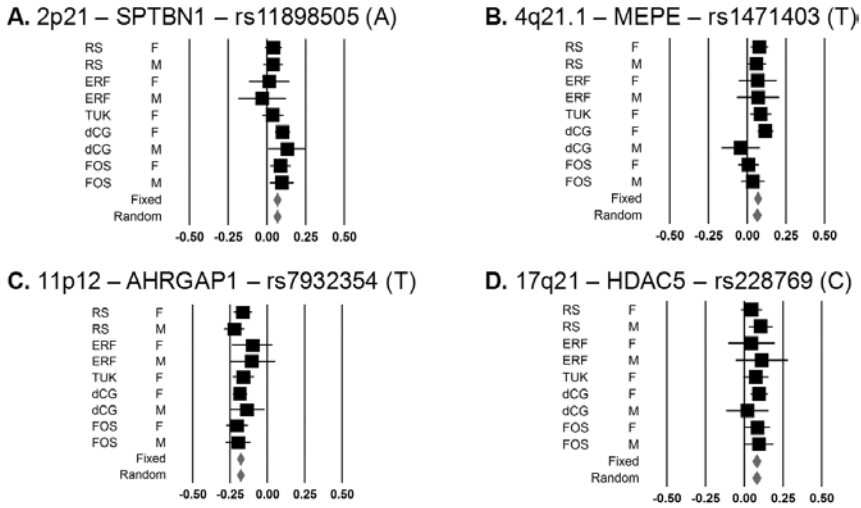 A. 2p21 – SPTBN1 – rs11898505 (A)
RS F
RS M
ERF F
ERF M
TUK F
dCG F
dCG M
FOS F
FOS M
Fixed
Random
-0.50 -0.25 0.00 0.25 0.50
B. 4q21.1 – MEPE – rs1471403 (T)
RS F
RS M
ERF F
ERF M
TUK F
dCG F
dCG M
FOS F
FOS M
Fixed
Random
-0.50 -0.25 0.00 0.25 0.50
C. 11p12 – AHRGAP1 – rs7932354 (T)
RS F
RS M
ERF F
ERF M
TUK F
dCG F
dCG M
FOS F
FOS M
Fixed
Random
-0.50 -0.25 0.00 0.25 0.50
D. 17q21 – HDAC5 – rs228769 (C)
RS F
RS M
ERF F
ERF M
TUK F
dCG F
dCG M
FOS F
FOS M
Fixed
Random
-0.50 -0.25 0.00 0.25 0.50